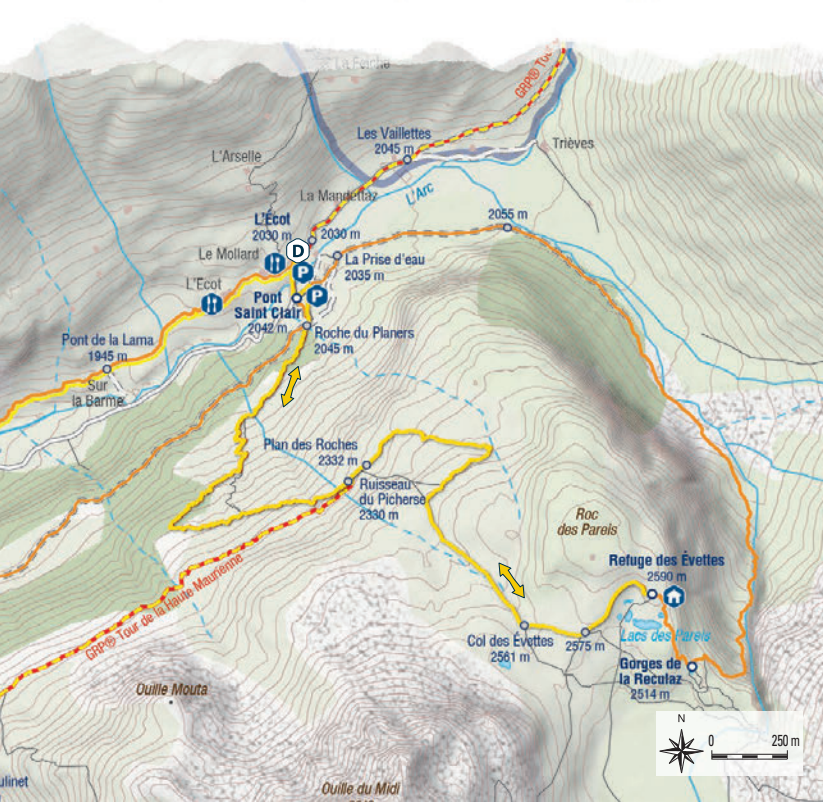 GRP® Tour
Les Vaillettes
2045 m
Trièves
L'Arselle
La Mandettaz
L'Arc
L'Écot
2030 m
2030 m
2055 m
D
Le Mollard
P
La Prise d'eau
2035 m
L'Ecot
P
Pont
Saint Clair
2042 m
Pont de la Lama
1945 m
Roche du Planers
2045 m
Sur
la Barme
Plan des Roches
2332 m
Ruisseau
du Picherse
2330 m
Roc
des Pareis
GRP® Tour de la Haute Maurienne
Refuge des Évettes
2590 m
Col des Évettes
2561 m
2575 m
Lacs des Pareis
Gorges de
la Reculaz
2514 m
Ouille Mouta
N
0 250 m
ulinet
Ouille du Midi